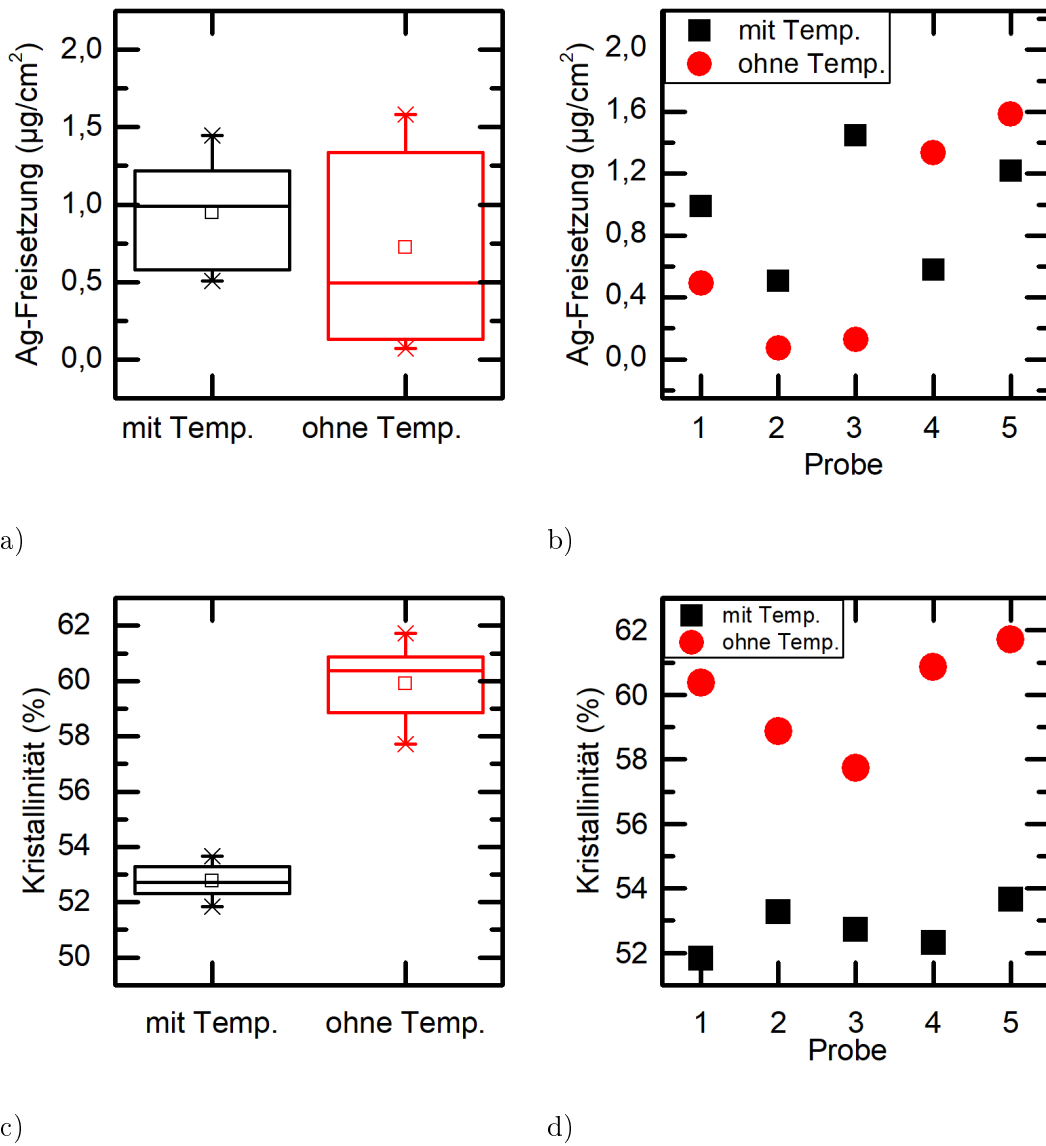 Ag-Freisetzung (µg/cm²)
2,0
1,5
1,0
0,5
0,0
mit Temp. ohne Temp.
a)
Ag-Freisetzung (µg/cm²)
mit Temp.
ohne Temp.
2,0
1,6
1,2
0,8
0,4
0,0
1 2 3 4 5
Probe
b)
Kristallinität (%)
62
60
58
56
54
52
50
mit Temp. ohne Temp.
c)
Kristallinität (%)
mit Temp.
ohne Temp.
62
60
58
56
54
52
1 2 3 4 5
Probe
d)